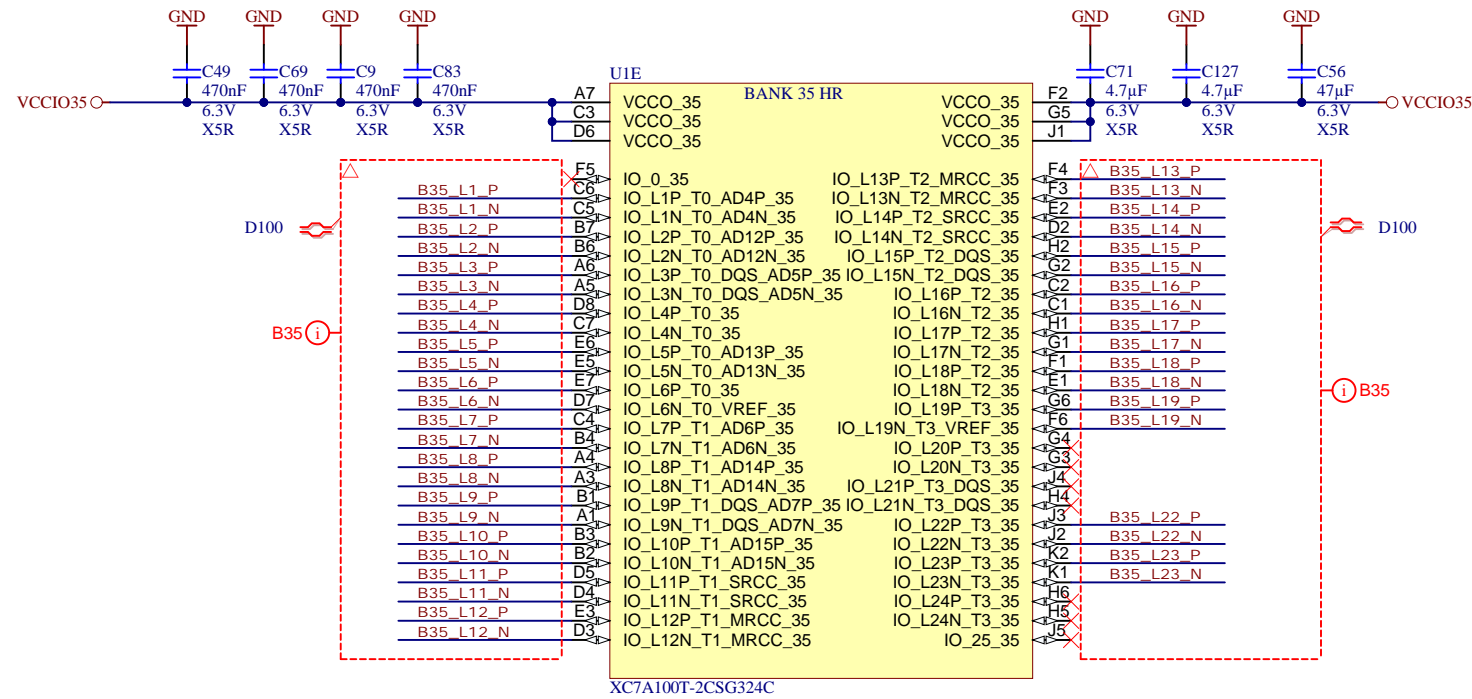 GND GND GND GND GND GND GND
C49 C69 C9 C83 C71 C127 C56
470nF 470nF 470nF 470nF 4.7µF 4.7µF 47µF
6.3V 6.3V 6.3V 6.3V 6.3V 6.3V 6.3V
X5R X5R X5R X5R X5R X5R X5R
VCCIO35 VCCIO35
U1E
BANK 35 HR
A7 VCCO_35 VCCO_35 F2
C3 VCCO_35 VCCO_35 G5
D6 VCCO_35 VCCO_35 J1
F5 IO_0_35 IO_L13P_T2_MRCC_35 F4 B35_L13_P
B35_L1_P C6 IO_L1P_T0_AD4P_35 IO_L13N_T2_MRCC_35 F3 B35_L13_N
B35_L1_N C5 IO_L1N_T0_AD4N_35 IO_L14P_T2_SRCC_35 E2 B35_L14_P
D100 B35_L2_P B7 IO_L2P_T0_AD12P_35 IO_L14N_T2_SRCC_35 D2 B35_L14_N D100
B35_L2_N B6 IO_L2N_T0_AD12N_35 IO_L15P_T2_DQS_35 H2 B35_L15_P
B35_L3_P A6 IO_L3P_T0_DQS_AD5P_35 IO_L15N_T2_DQS_35 G2 B35_L15_N
B35_L3_N A5 IO_L3N_T0_DQS_AD5N_35 IO_L16P_T2_35 C2 B35_L16_P
B35_L4_P D8 IO_L4P_T0_35 IO_L16N_T2_35 C1 B35_L16_N
B35 i B35_L4_N C7 IO_L4N_T0_35 IO_L17P_T2_35 H1 B35_L17_P
B35_L5_P E6 IO_L5P_T0_AD13P_35 IO_L17N_T2_35 G1 B35_L17_N
B35_L5_N E5 IO_L5N_T0_AD13N_35 IO_L18P_T2_35 F1 B35_L18_P
B35_L6_P E7 IO_L6P_T0_35 IO_L18N_T2_35 E1 B35_L18_N i B35
B35_L6_N D7 IO_L6N_T0_VREF_35 IO_L19P_T3_35 G6 B35_L19_P
B35_L7_P C4 IO_L7P_T1_AD6P_35 IO_L19N_T3_VREF_35 F6 B35_L19_N
B35_L7_N B4 IO_L7N_T1_AD6N_35 IO_L20P_T3_35 G4
B35_L8_P A4 IO_L8P_T1_AD14P_35 IO_L20N_T3_35 G3
B35_L8_N A3 IO_L8N_T1_AD14N_35 IO_L21P_T3_DQS_35 J4
B35_L9_P B1 IO_L9P_T1_DQS_AD7P_35 IO_L21N_T3_DQS_35 H4
B35_L9_N A1 IO_L9N_T1_DQS_AD7N_35 IO_L22P_T3_35 J3 B35_L22_P
B35_L10_P B3 IO_L10P_T1_AD15P_35 IO_L22N_T3_35 J2 B35_L22_N
B35_L10_N B2 IO_L10N_T1_AD15N_35 IO_L23P_T3_35 K2 B35_L23_P
B35_L11_P D5 IO_L11P_T1_SRCC_35 IO_L23N_T3_35 K1 B35_L23_N
B35_L11_N D4 IO_L11N_T1_SRCC_35 IO_L24P_T3_35 H6
B35_L12_P E3 IO_L12P_T1_MRCC_35 IO_L24N_T3_35 H5
B35_L12_N D3 IO_L12N_T1_MRCC_35 IO_25_35 J5
XC7A100T-2CSG324C